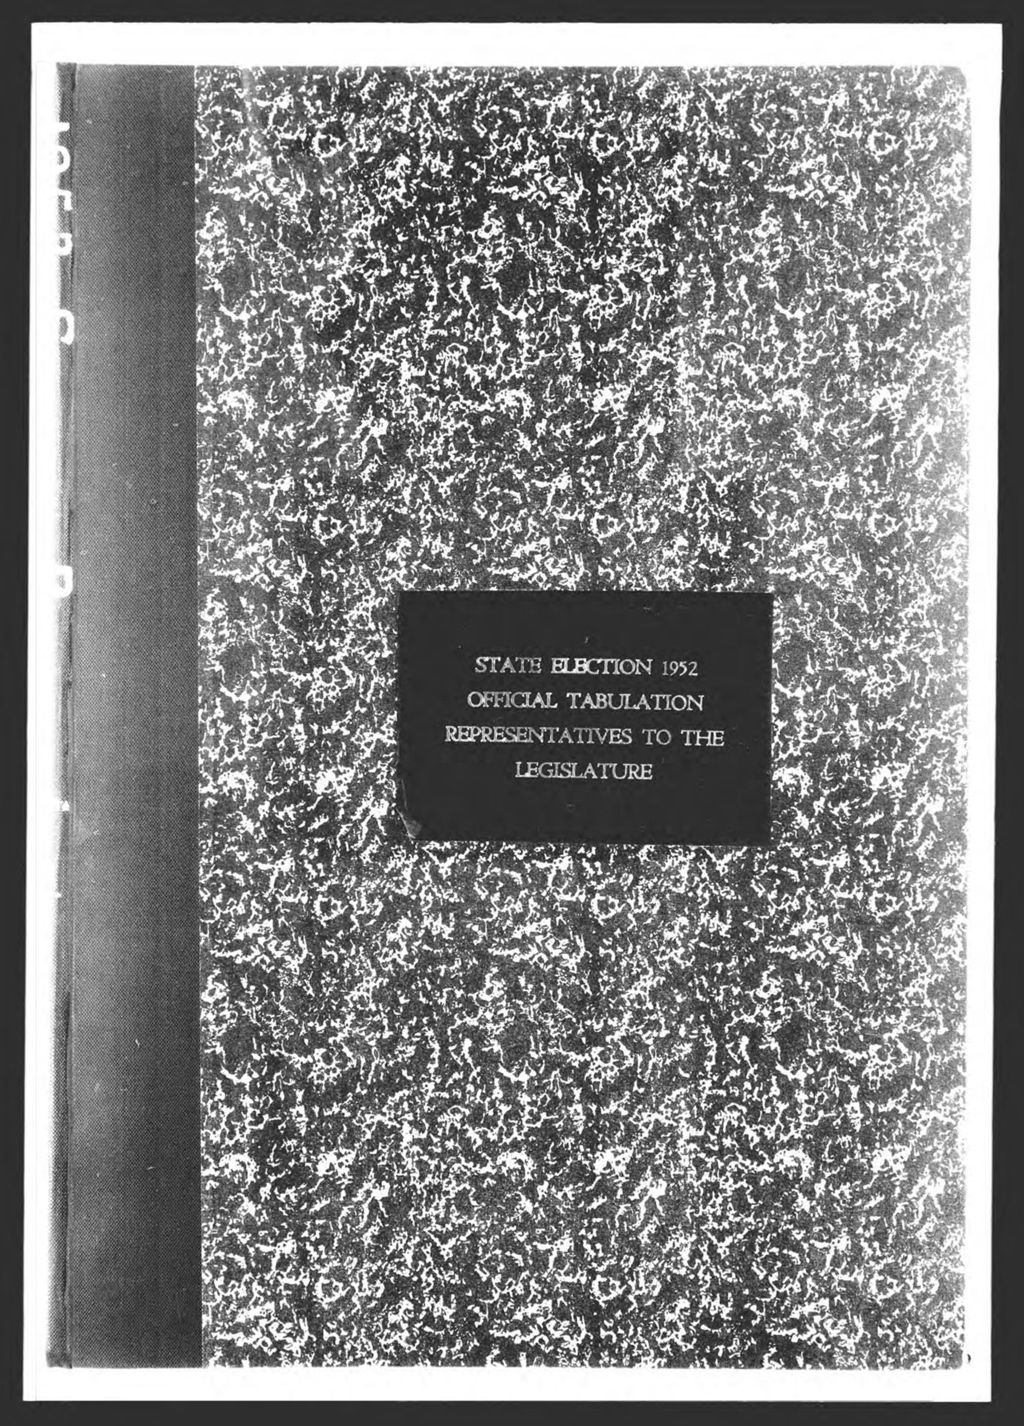 STATE ELECTION 1952
OFFICIAL TABULATION
REPRESENTATIVES TO THE
LEGISLATURE